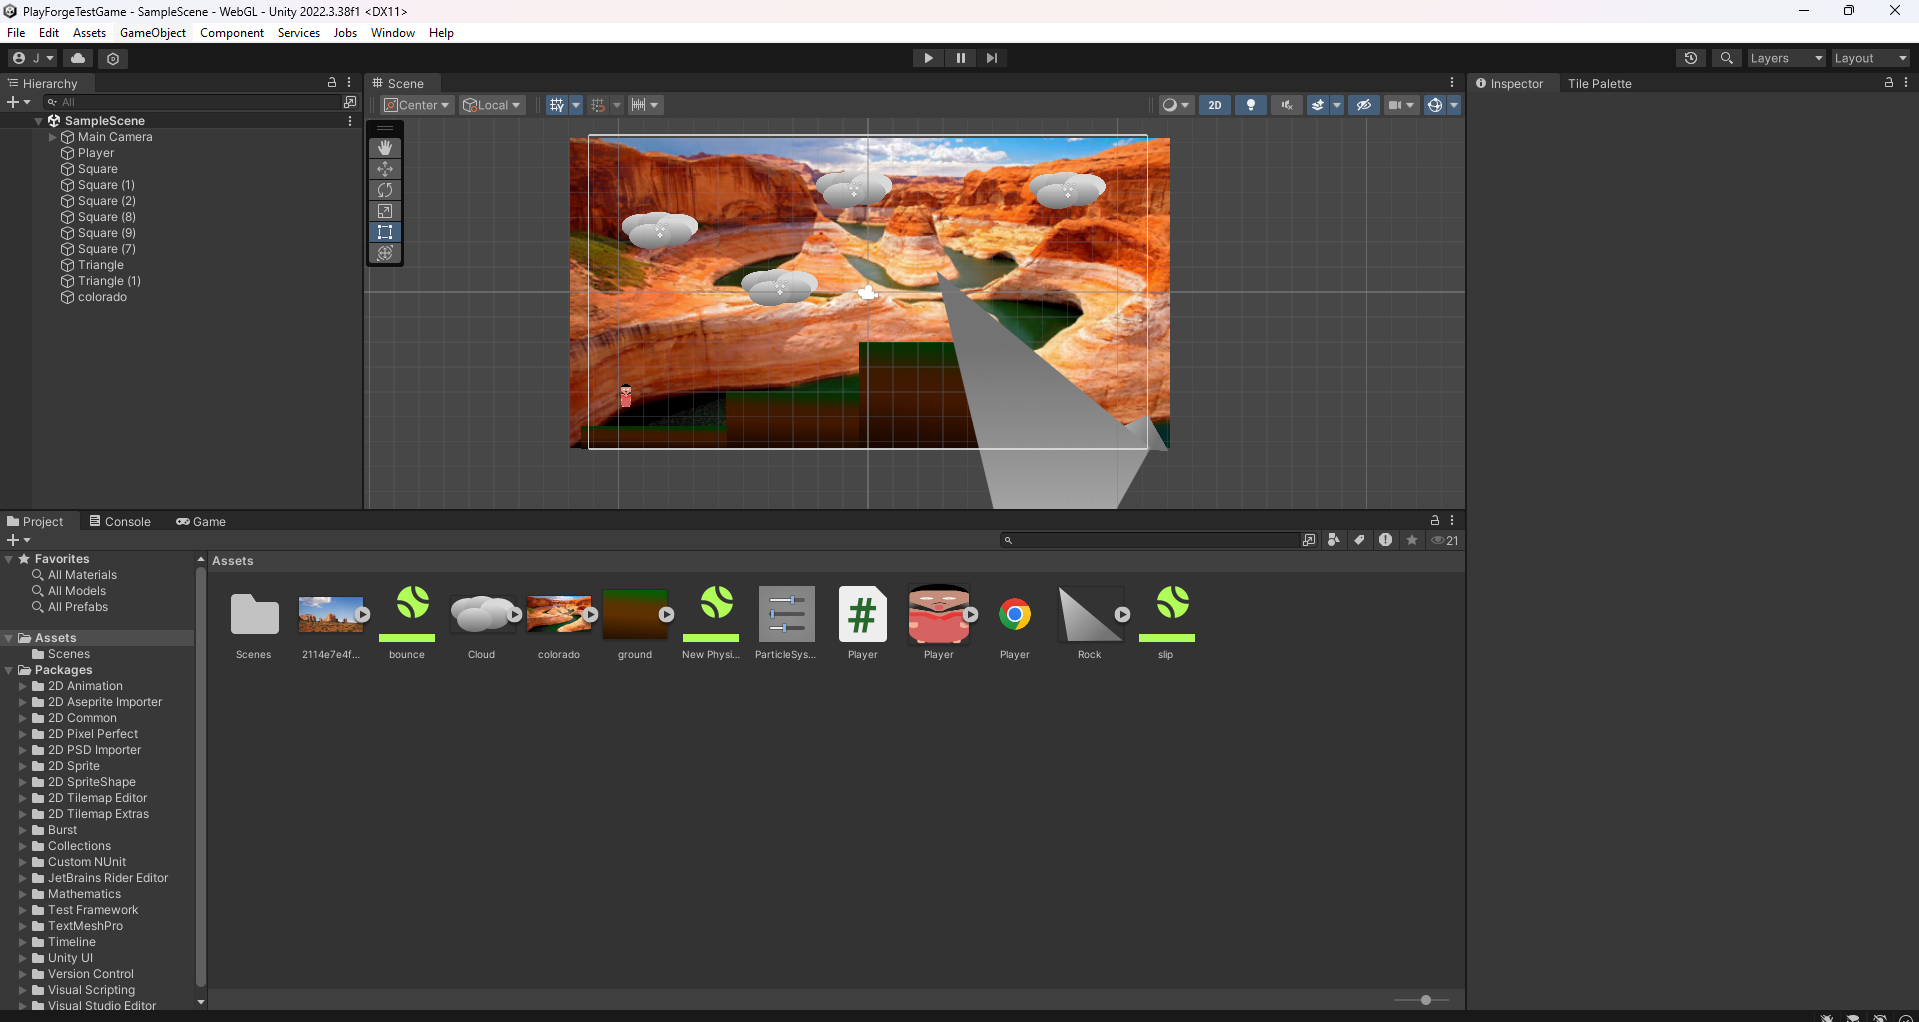 PlayForgeTestGame - SampleScene - WebGL - Unity 2022.3.38f1 <DX11>
File Edit Assets GameObject Component Services Jobs Window Help
J Layers Layout
Hierarchy
All
SampleScene
Main Camera
Player
Square
Square (1)
Square (2)
Square (8)
Square (9)
Square (7)
Triangle
Triangle (1)
colorado
Scene
Center Local 2D
Inspector Tile Palette
Project Console Game
21
Favorites
All Materials
All Models
All Prefabs
Assets
Scenes
Packages
2D Animation
2D Aseprite Importer
2D Common
2D Pixel Perfect
2D PSD Importer
2D Sprite
2D SpriteShape
2D Tilemap Editor
2D Tilemap Extras
Burst
Collections
Custom NUnit
JetBrains Rider Editor
Mathematics
Test Framework
TextMeshPro
Timeline
Unity UI
Version Control
Visual Scripting
Visual Studio Editor
Assets
#
Scenes 2114e7e4f... bounce Cloud colorado ground New Physi... ParticleSys... Player Player Player Rock slip